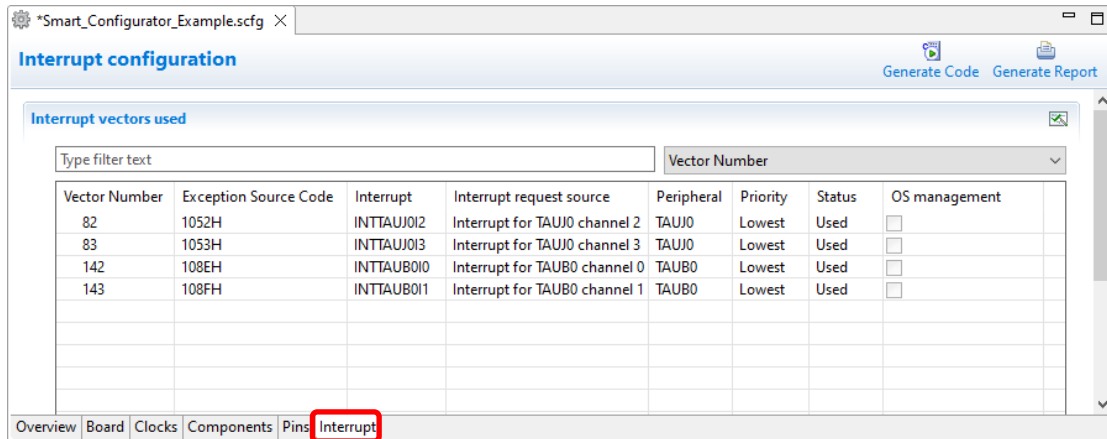 *Smart_Configurator_Example.scfg
Interrupt configuration
Generate Code Generate Report
Interrupt vectors used
Type filter text Vector Number
Vector Number Exception Source Code Interrupt Interrupt request source Peripheral Priority Status OS management
82 1052H INTTAUJ0I2 Interrupt for TAUJ0 channel 2 TAUJ0 Lowest Used
83 1053H INTTAUJ0I3 Interrupt for TAUJ0 channel 3 TAUJ0 Lowest Used
142 108EH INTTAUB0I0 Interrupt for TAUB0 channel 0 TAUB0 Lowest Used
143 108FH INTTAUB0I1 Interrupt for TAUB0 channel 1 TAUB0 Lowest Used
Overview Board Clocks Components Pins Interrupt